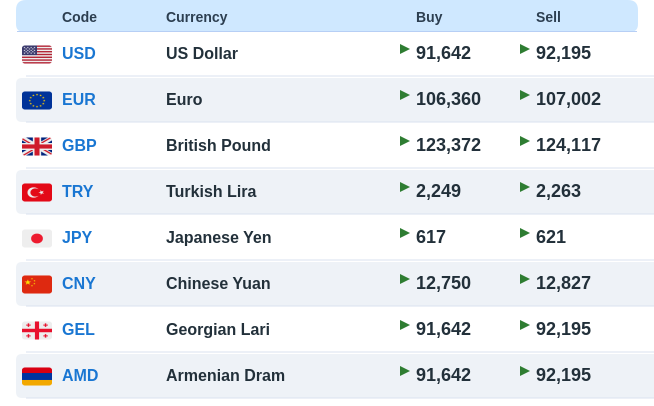 Code Currency Buy Sell
USD US Dollar 91,642 92,195
EUR Euro 106,360 107,002
GBP British Pound 123,372 124,117
TRY Turkish Lira 2,249 2,263
JPY Japanese Yen 617 621
CNY Chinese Yuan 12,750 12,827
GEL Georgian Lari 91,642 92,195
AMD Armenian Dram 91,642 92,195